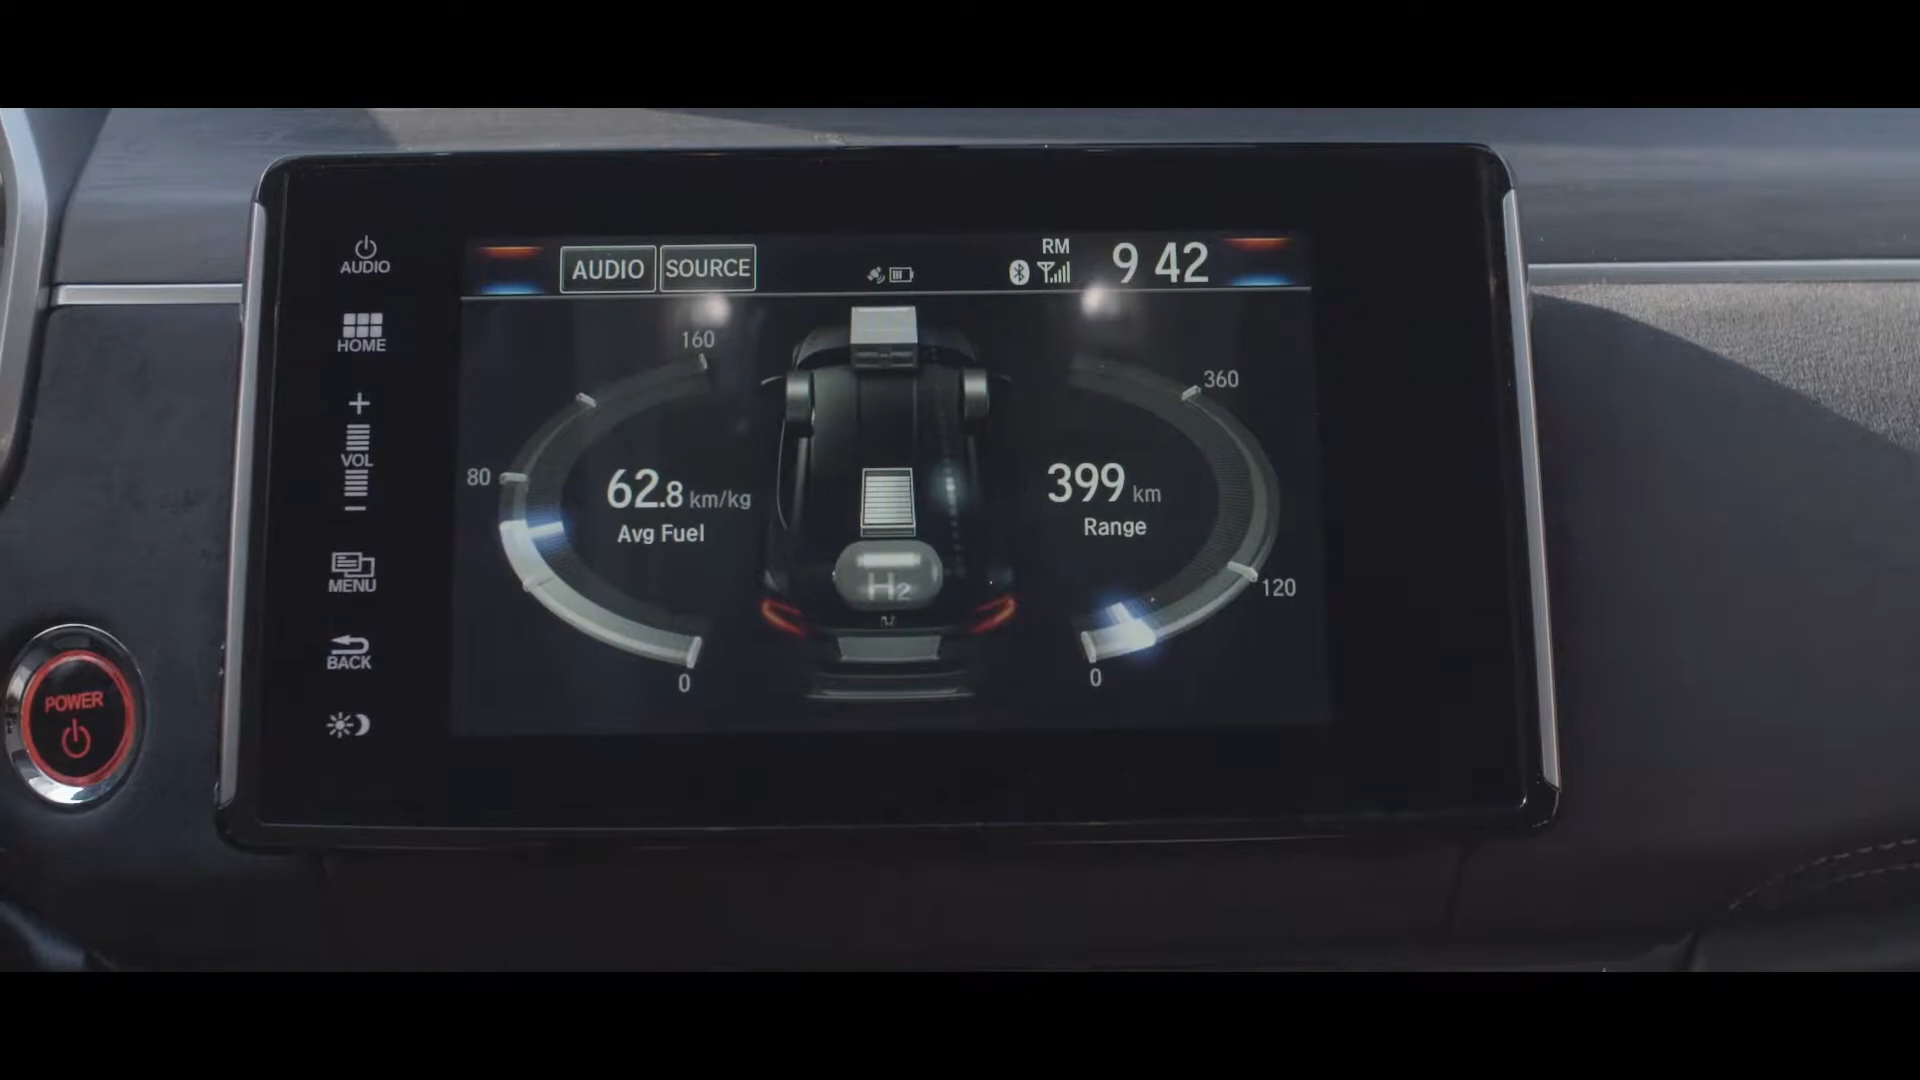 AUDIO
HOME
+
VOL
−
MENU
BACK
POWER
AUDIO SOURCE
RM
9 42
160
80
0
62.8 km/kg
Avg Fuel
H2
399 km
Range
360
120
0